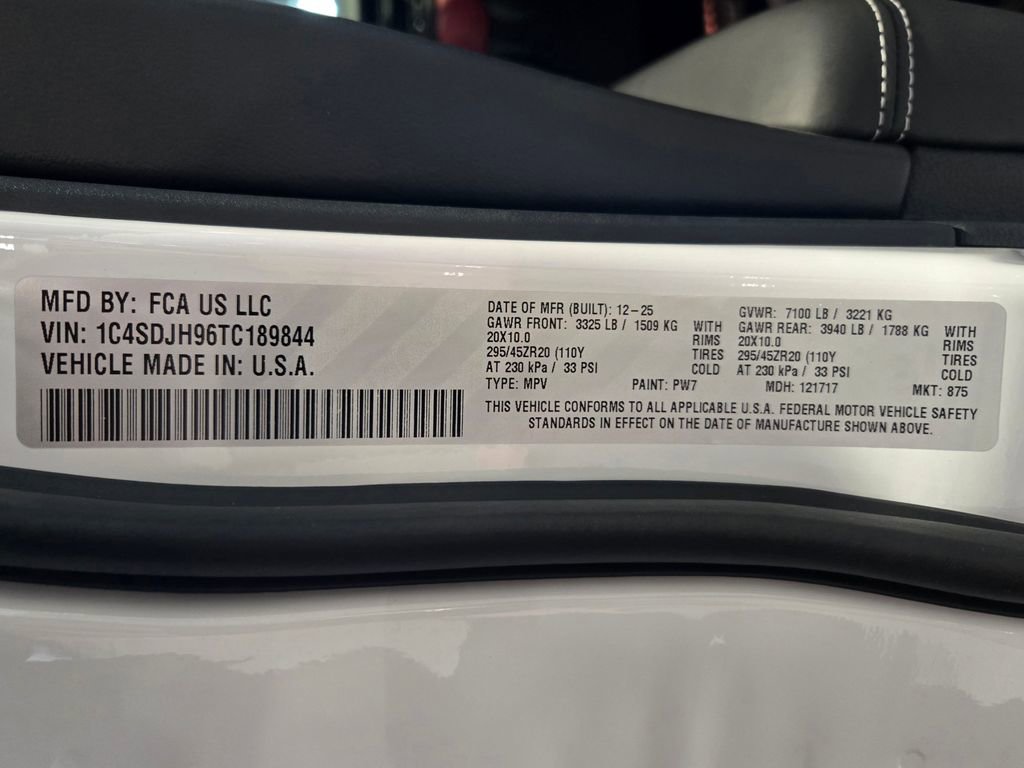 MFD BY: FCA US LLC
VIN: 1C4SDJH96TC189844
VEHICLE MADE IN: U.S.A.
DATE OF MFR (BUILT): 12-25
GAWR FRONT: 3325 LB / 1509 KG WITH
20X10.0 RIMS
295/45ZR20 (110Y TIRES
AT 230 kPa / 33 PSI COLD
TYPE: MPV PAINT: PW7
GVWR: 7100 LB / 3221 KG
GAWR REAR: 3940 LB / 1788 KG WITH
20X10.0 RIMS
295/45ZR20 (110Y TIRES
AT 230 kPa / 33 PSI COLD
MDH: 121717 MKT: 875
THIS VEHICLE CONFORMS TO ALL APPLICABLE U.S.A. FEDERAL MOTOR VEHICLE SAFETY
STANDARDS IN EFFECT ON THE DATE OF MANUFACTURE SHOWN ABOVE.